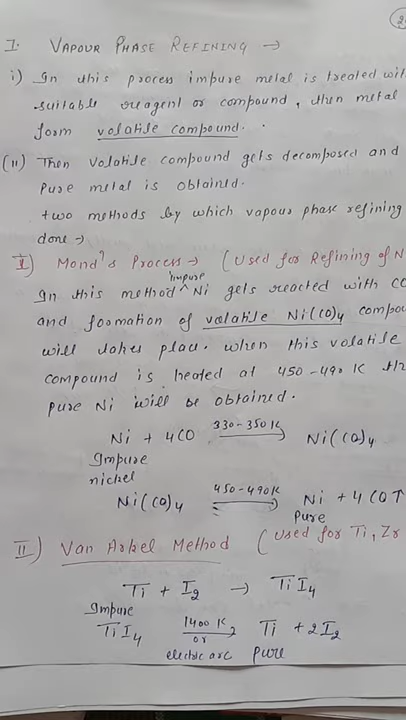 2
I. VAPOUR PHASE REFINING →
i) In this process impure metal is treated wit
suitable reagent or compound, then metal
form volatile compound.
(ii) Then Volatile compound gets decomposed and
Pure metal is obtained.
two methods by which vapour phase refining
done →
I) Mond's Process → (Used for Refining of N
impure
In this method ^ Ni gets reacted with CO
and formation of volatile Ni(CO)4 compou
will takes place. when this volatile
compound is heated at 450-490 K th
pure Ni will be obtained.
Ni + 4CO 330-350K → Ni(CO)4
Impure
nickel
Ni(CO)4 450-490K ⇌ Ni + 4CO↑
Pure
II) Van Arkel Method (Used for Ti, Zr
Ti + I2 → TiI4
Impure
TiI4 1400 K → Ti + 2I2
or
electric arc pure